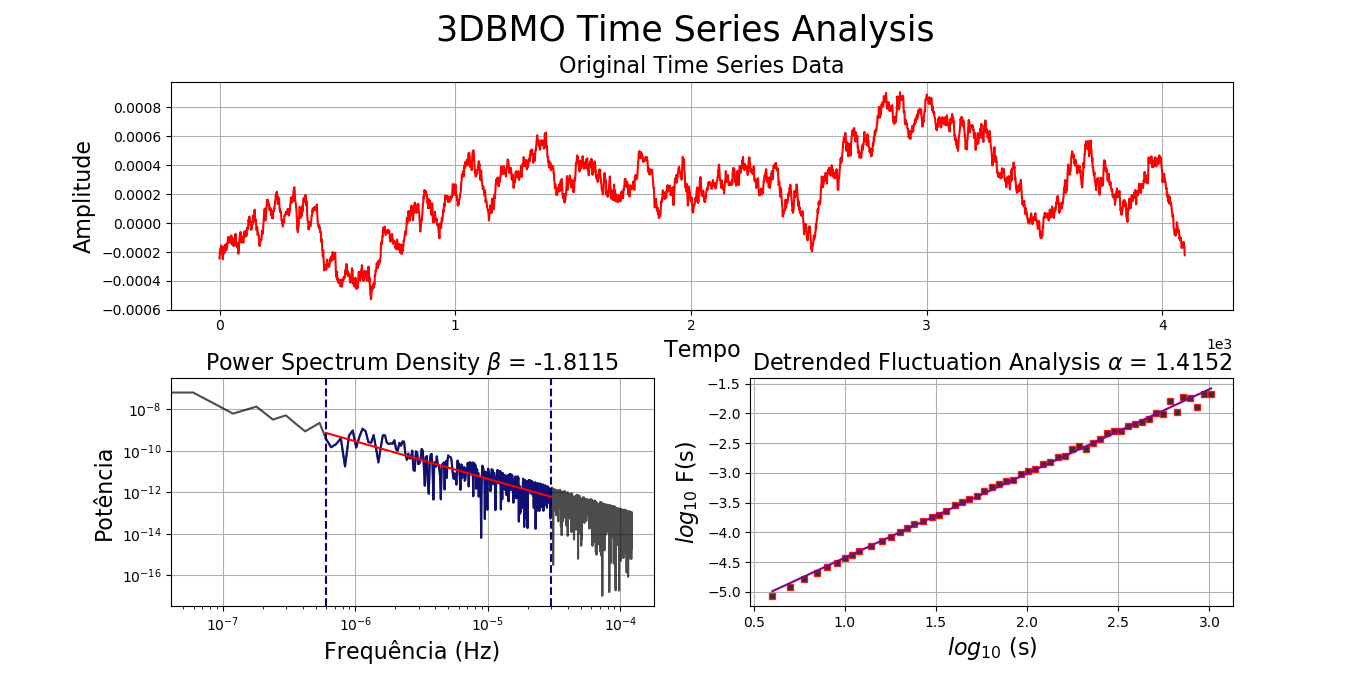 3DBMO Time Series Analysis
Original Time Series Data
Amplitude
0.0008
0.0006
0.0004
0.0002
0.0000
−0.0002
−0.0004
−0.0006
0 1 2 3 4
1e3
Tempo
Power Spectrum Density β = -1.8115
Potência
10⁻⁸
10⁻¹⁰
10⁻¹²
10⁻¹⁴
10⁻¹⁶
10⁻⁷ 10⁻⁶ 10⁻⁵ 10⁻⁴
Frequência (Hz)
Detrended Fluctuation Analysis α = 1.4152
log₁₀ F(s)
−1.5
−2.0
−2.5
−3.0
−3.5
−4.0
−4.5
−5.0
0.5 1.0 1.5 2.0 2.5 3.0
log₁₀ (s)